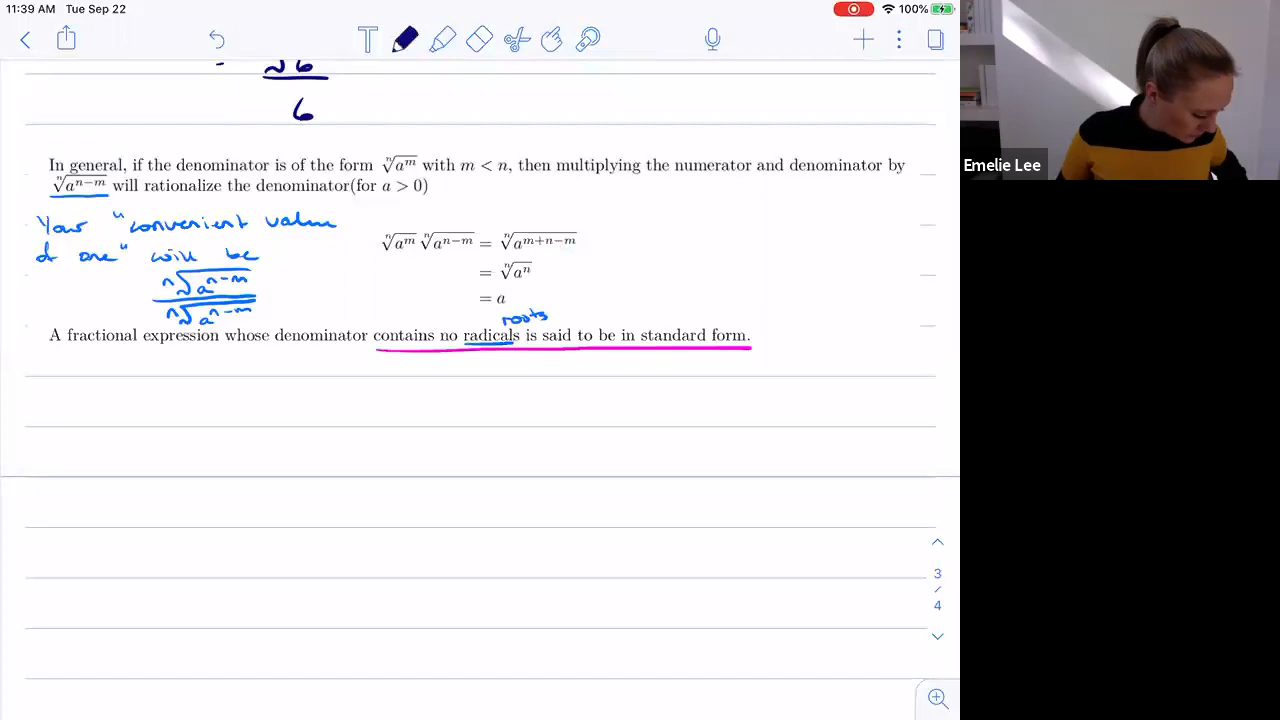 11:39 AM Tue Sep 22
100%
T
√6
6
In general, if the denominator is of the form ⁿ√aᵐ with m < n, then multiplying the numerator and denominator by
ⁿ√aⁿ⁻ᵐ will rationalize the denominator(for a > 0)
Your "convenient value
of one" will be
ⁿ√aⁿ⁻ᵐ
ⁿ√aⁿ⁻ᵐ
ⁿ√aᵐ ⁿ√aⁿ⁻ᵐ = ⁿ√aᵐ⁺ⁿ⁻ᵐ
= ⁿ√aⁿ
= a
roots
A fractional expression whose denominator contains no radicals is said to be in standard form.
3
/
4
Emelie Lee